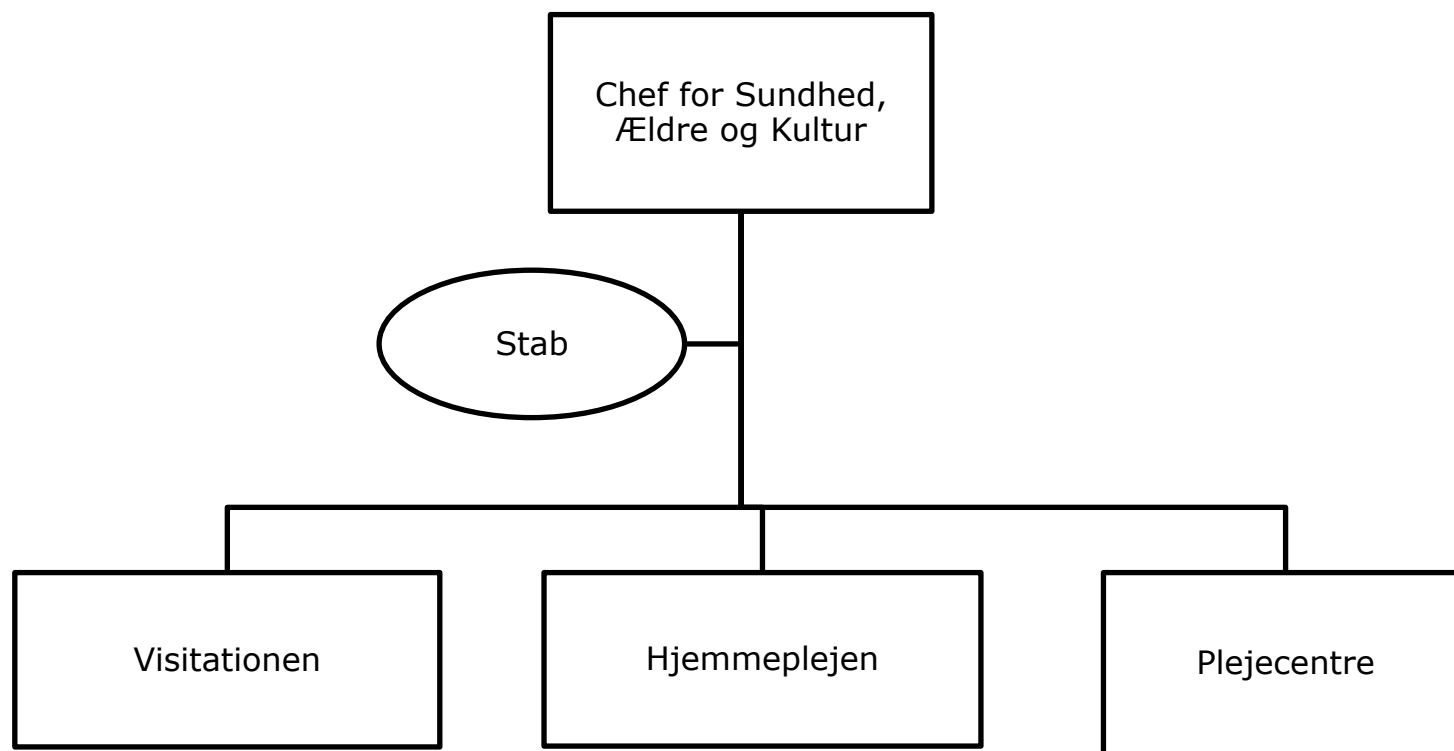 Chef for Sundhed,
Ældre og Kultur
Stab
Visitationen
Hjemmeplejen
Plejecentre